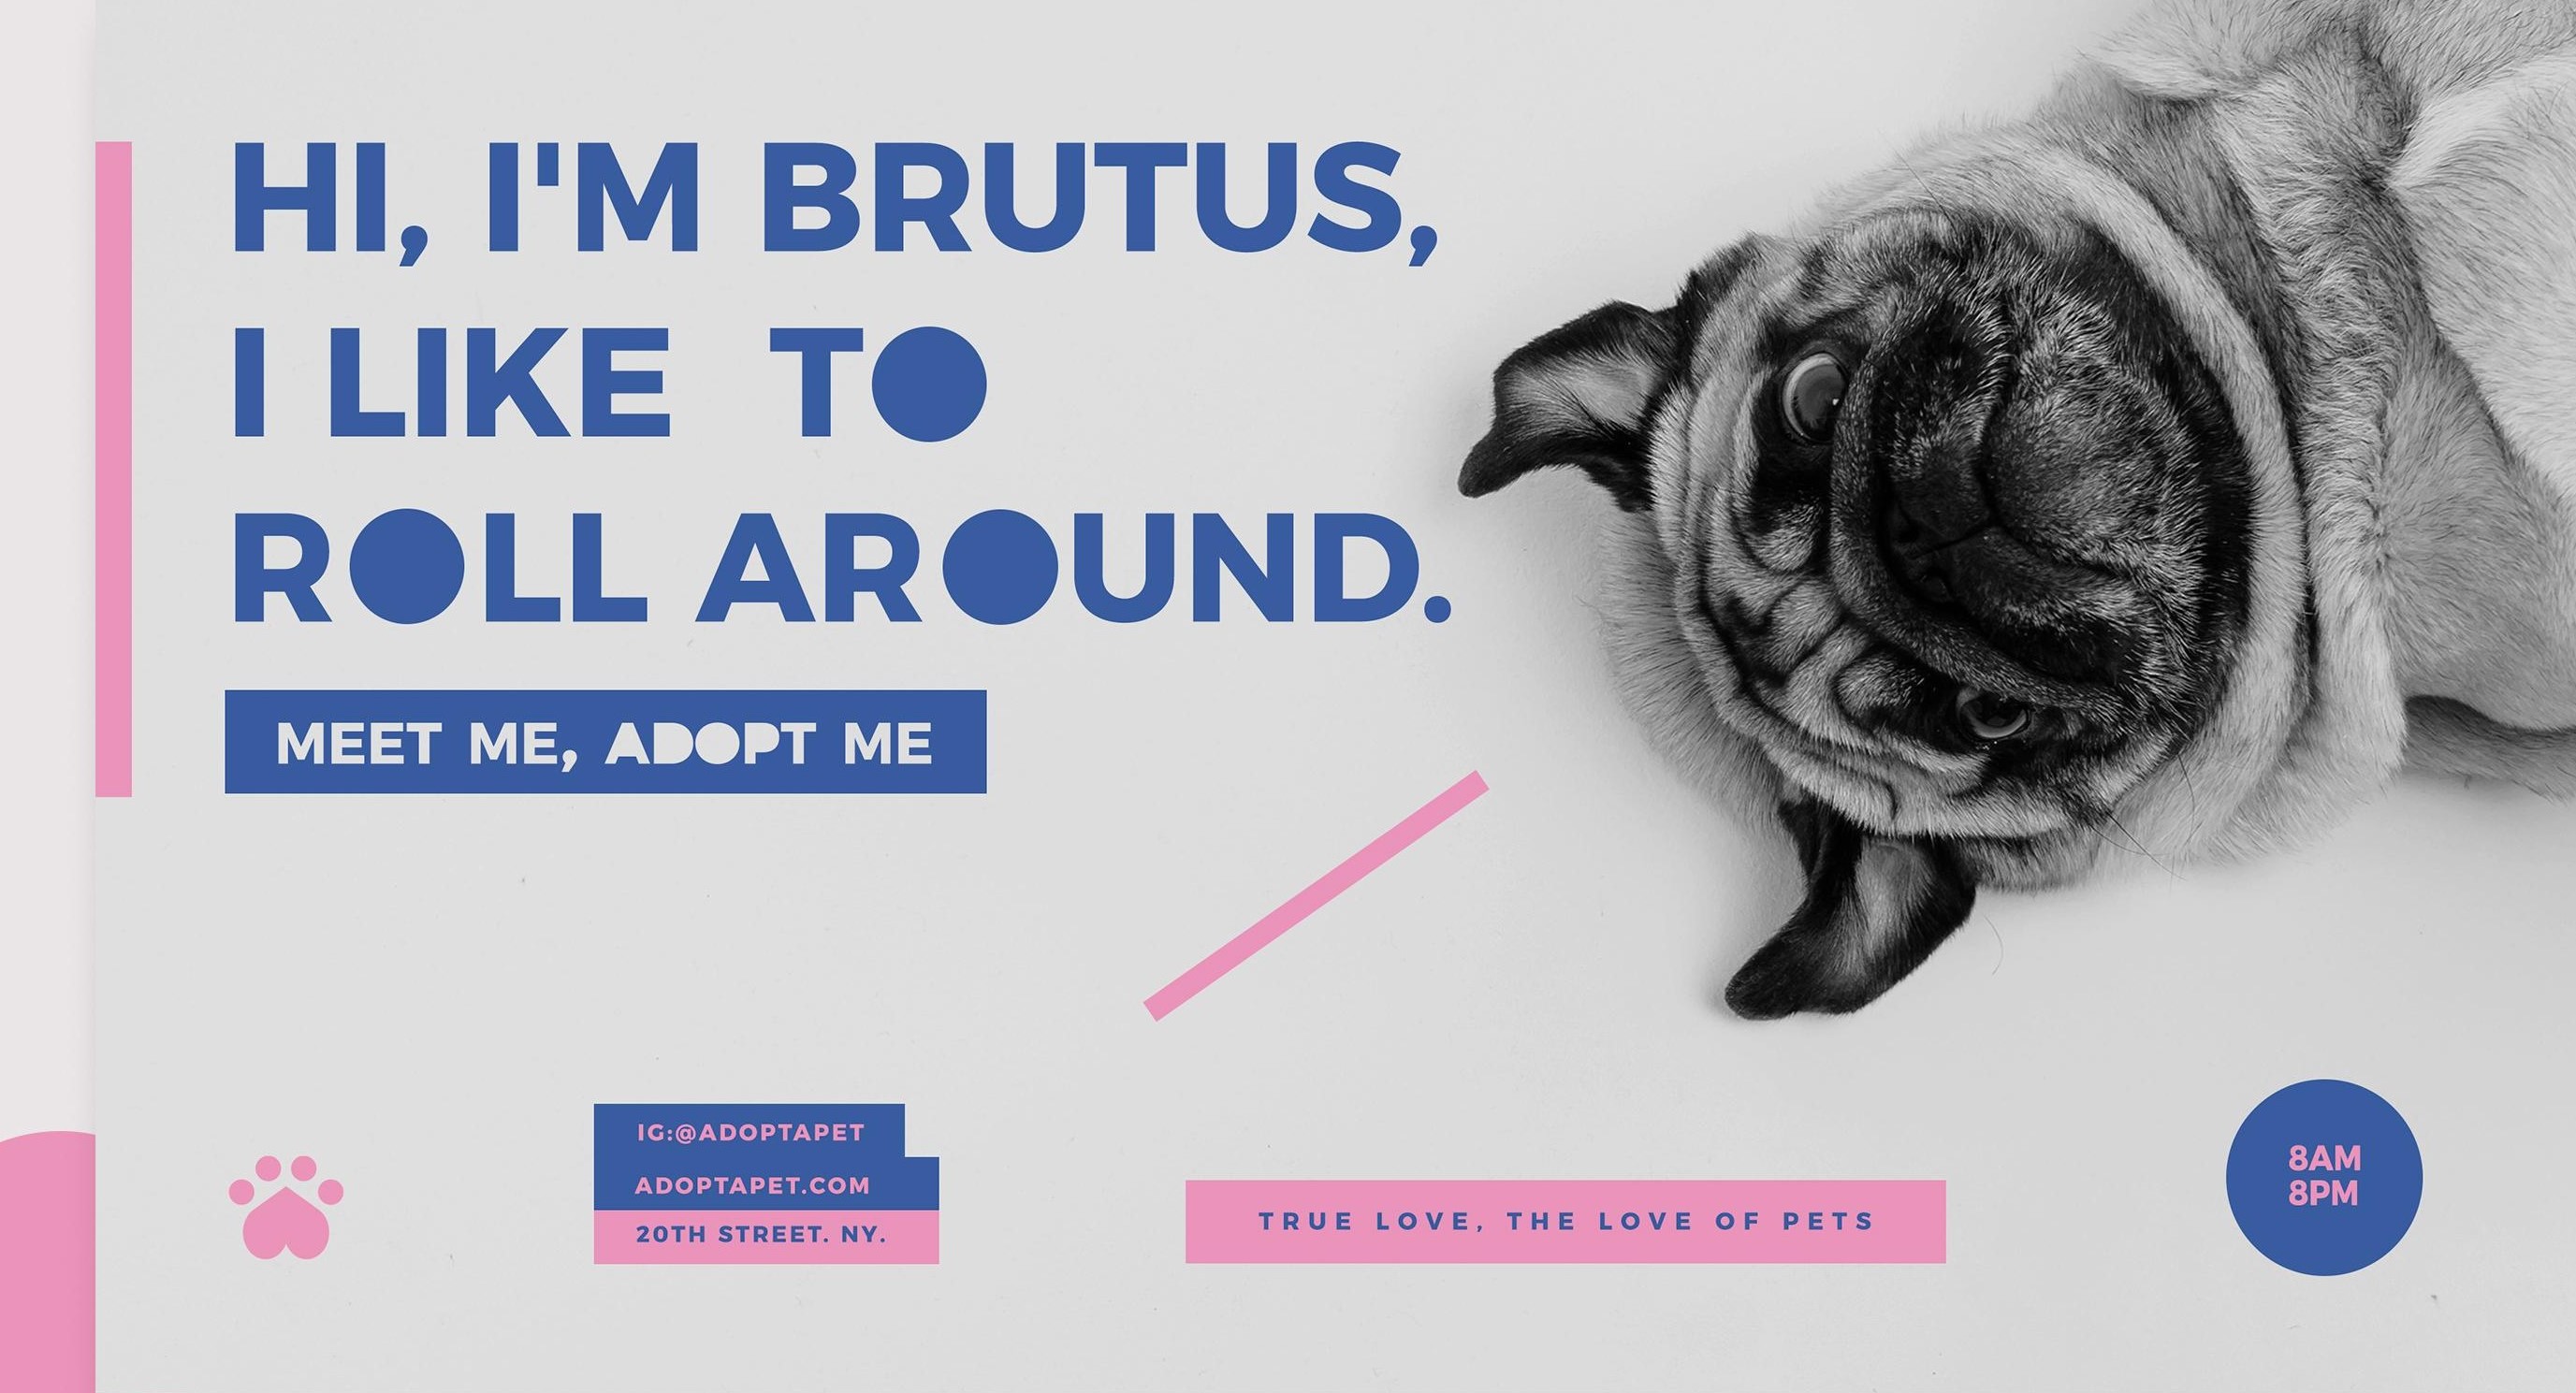 HI, I'M BRUTUS,
I LIKE TO
ROLL AROUND.
MEET ME, ADOPT ME
IG:@ADOPTAPET
ADOPTAPET.COM
20TH STREET. NY.
TRUE LOVE, THE LOVE OF PETS
8AM
8PM